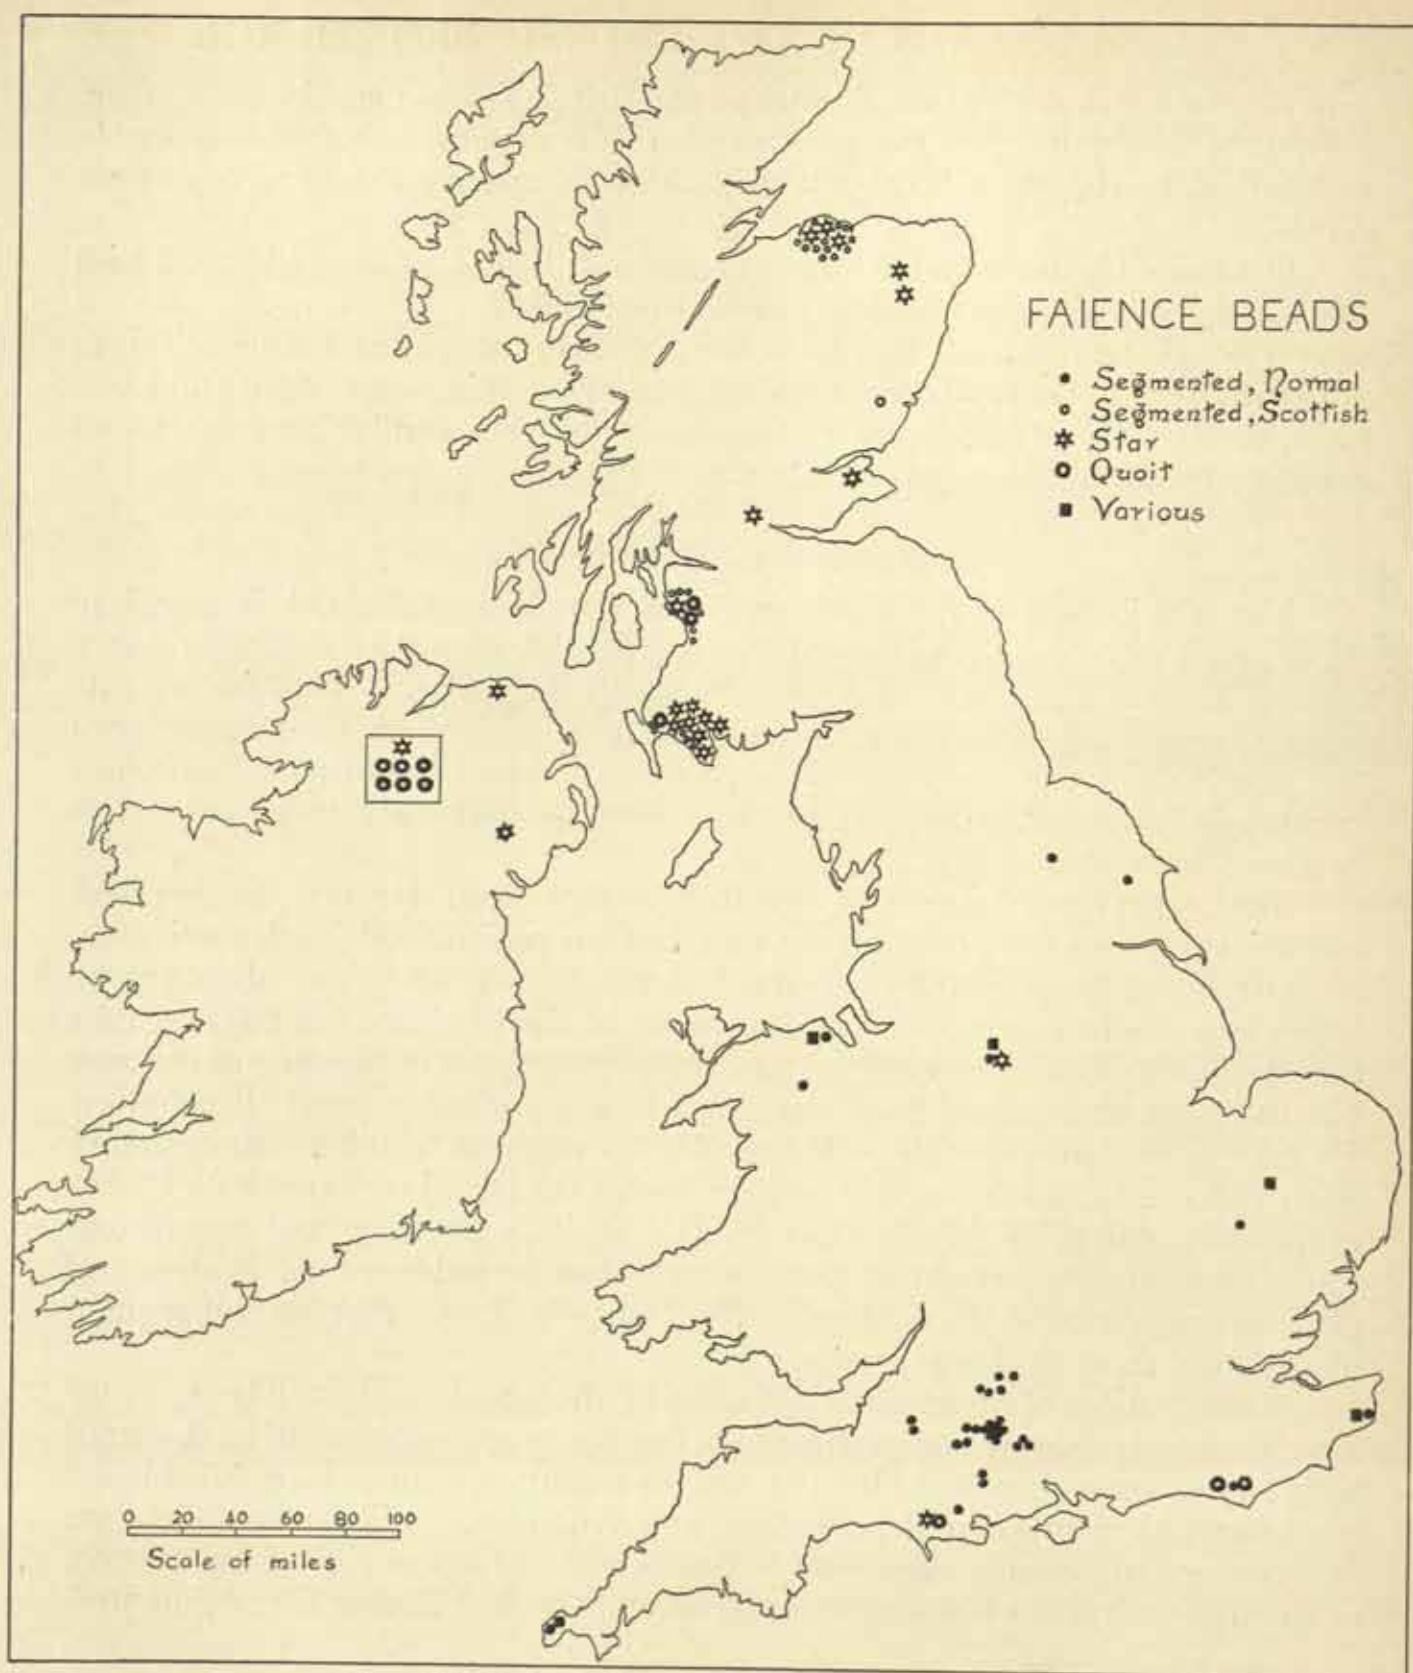 FAIENCE BEADS
Segmented, Normal
Segmented, Scottish
Star
Quoit
Various
0 20 40 60 80 100
Scale of miles